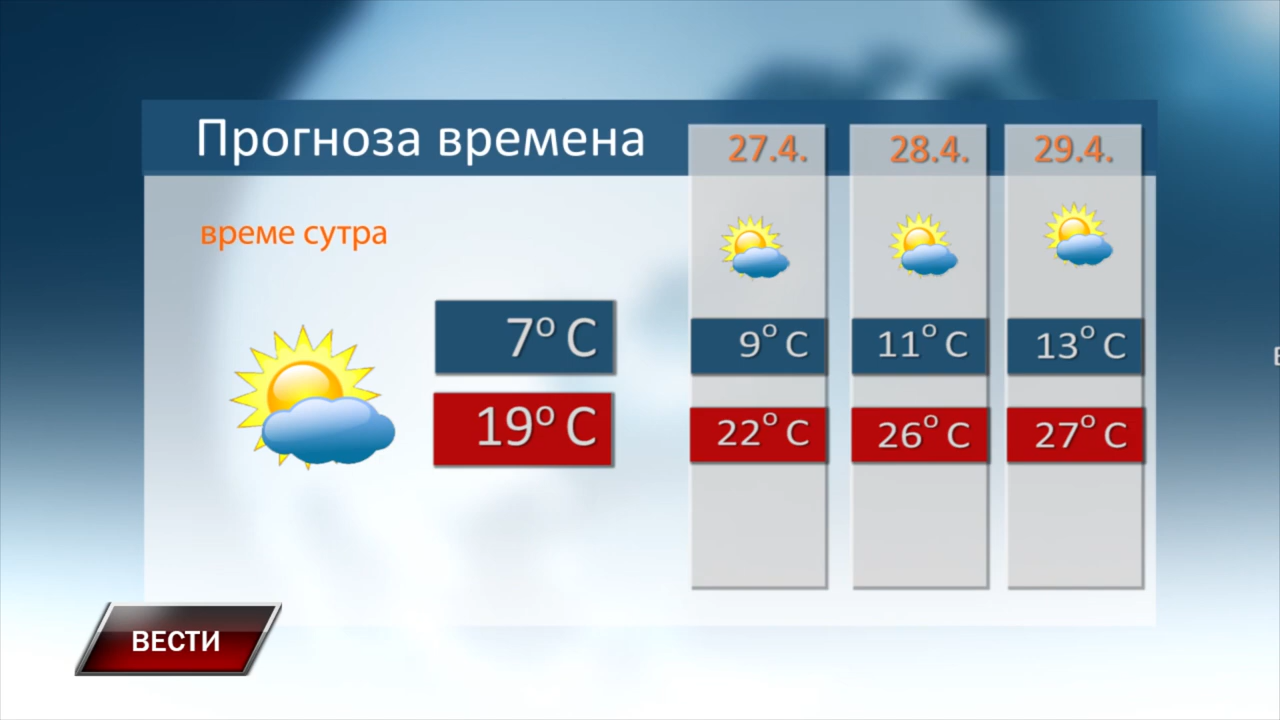 Прогноза времена
време сутра
7º C
19º C
27.4.
9º C
22º C
28.4.
11º C
26º C
29.4.
13º C
27º C
ВЕСТИ